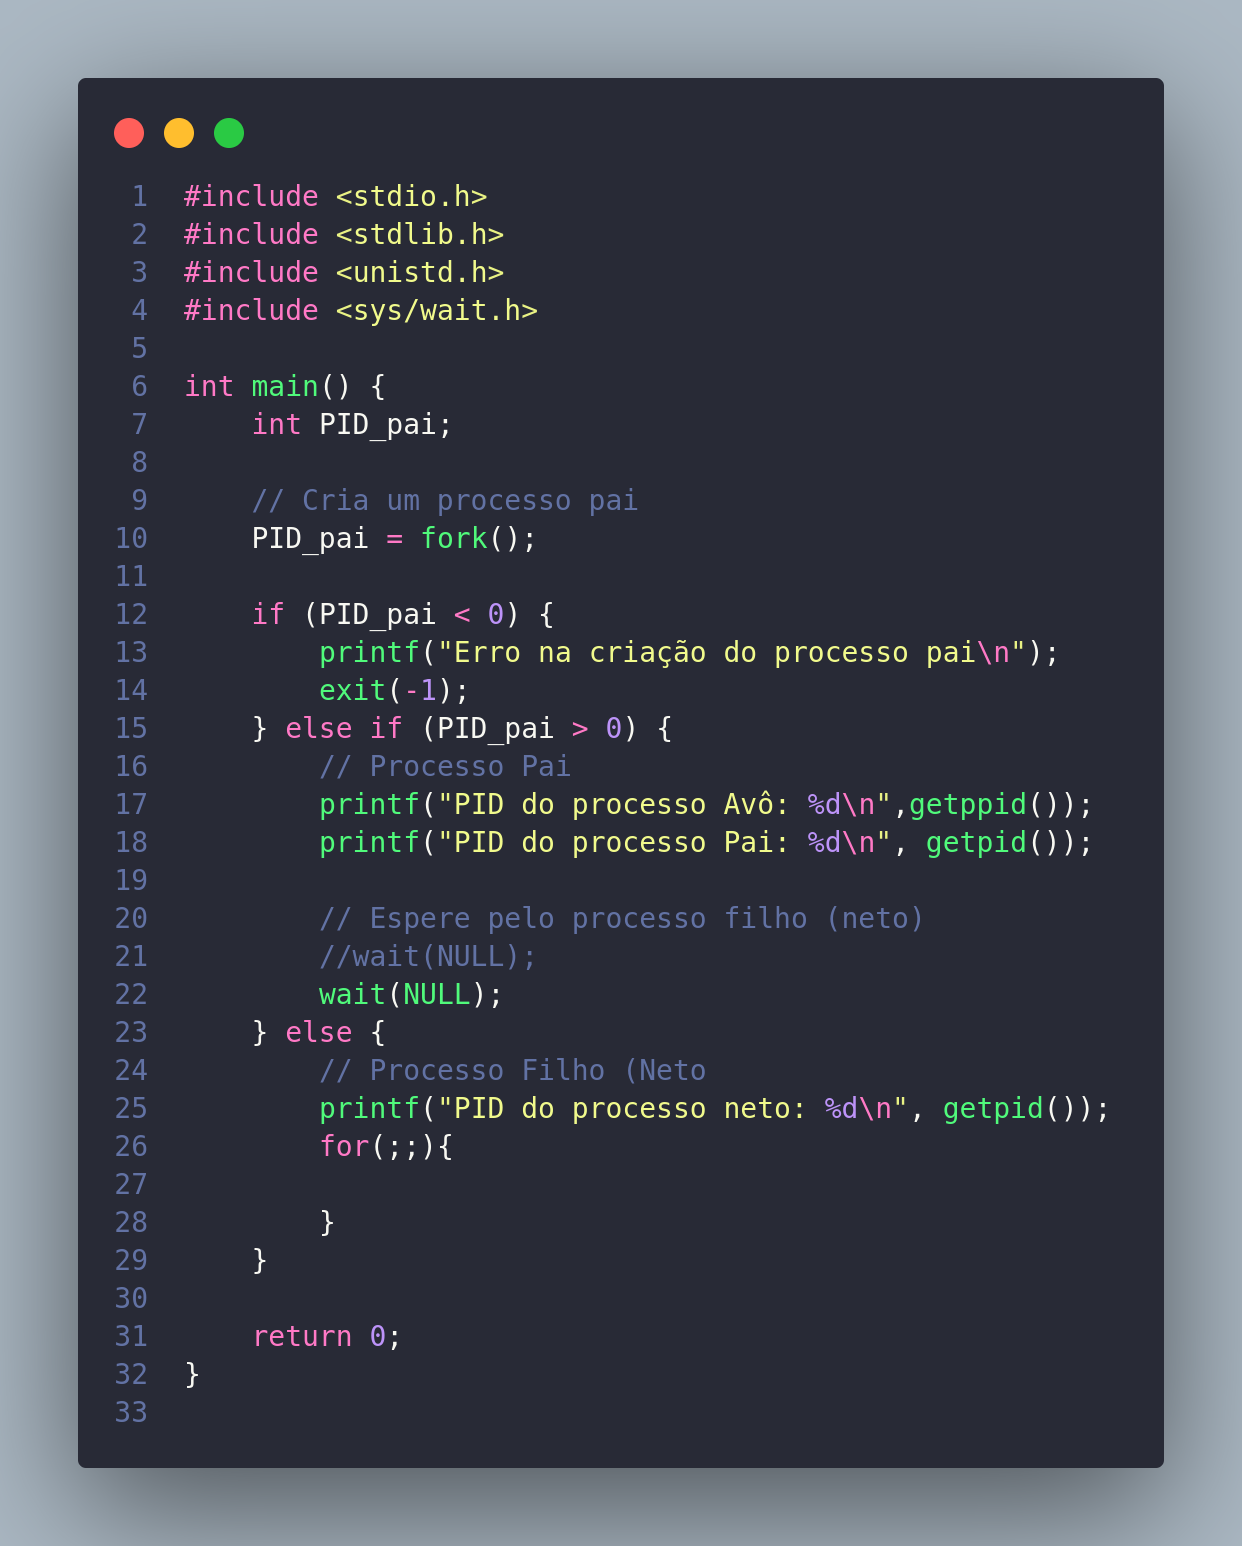 1 #include <stdio.h>
2 #include <stdlib.h>
3 #include <unistd.h>
4 #include <sys/wait.h>
5
6 int main() {
7     int PID_pai;
8
9     // Cria um processo pai
10     PID_pai = fork();
11
12     if (PID_pai < 0) {
13         printf("Erro na criação do processo pai\n");
14         exit(-1);
15     } else if (PID_pai > 0) {
16         // Processo Pai
17         printf("PID do processo Avô: %d\n",getppid());
18         printf("PID do processo Pai: %d\n", getpid());
19
20         // Espere pelo processo filho (neto)
21         //wait(NULL);
22         wait(NULL);
23     } else {
24         // Processo Filho (Neto
25         printf("PID do processo neto: %d\n", getpid());
26         for(;;){
27
28         }
29     }
30
31     return 0;
32 }
33